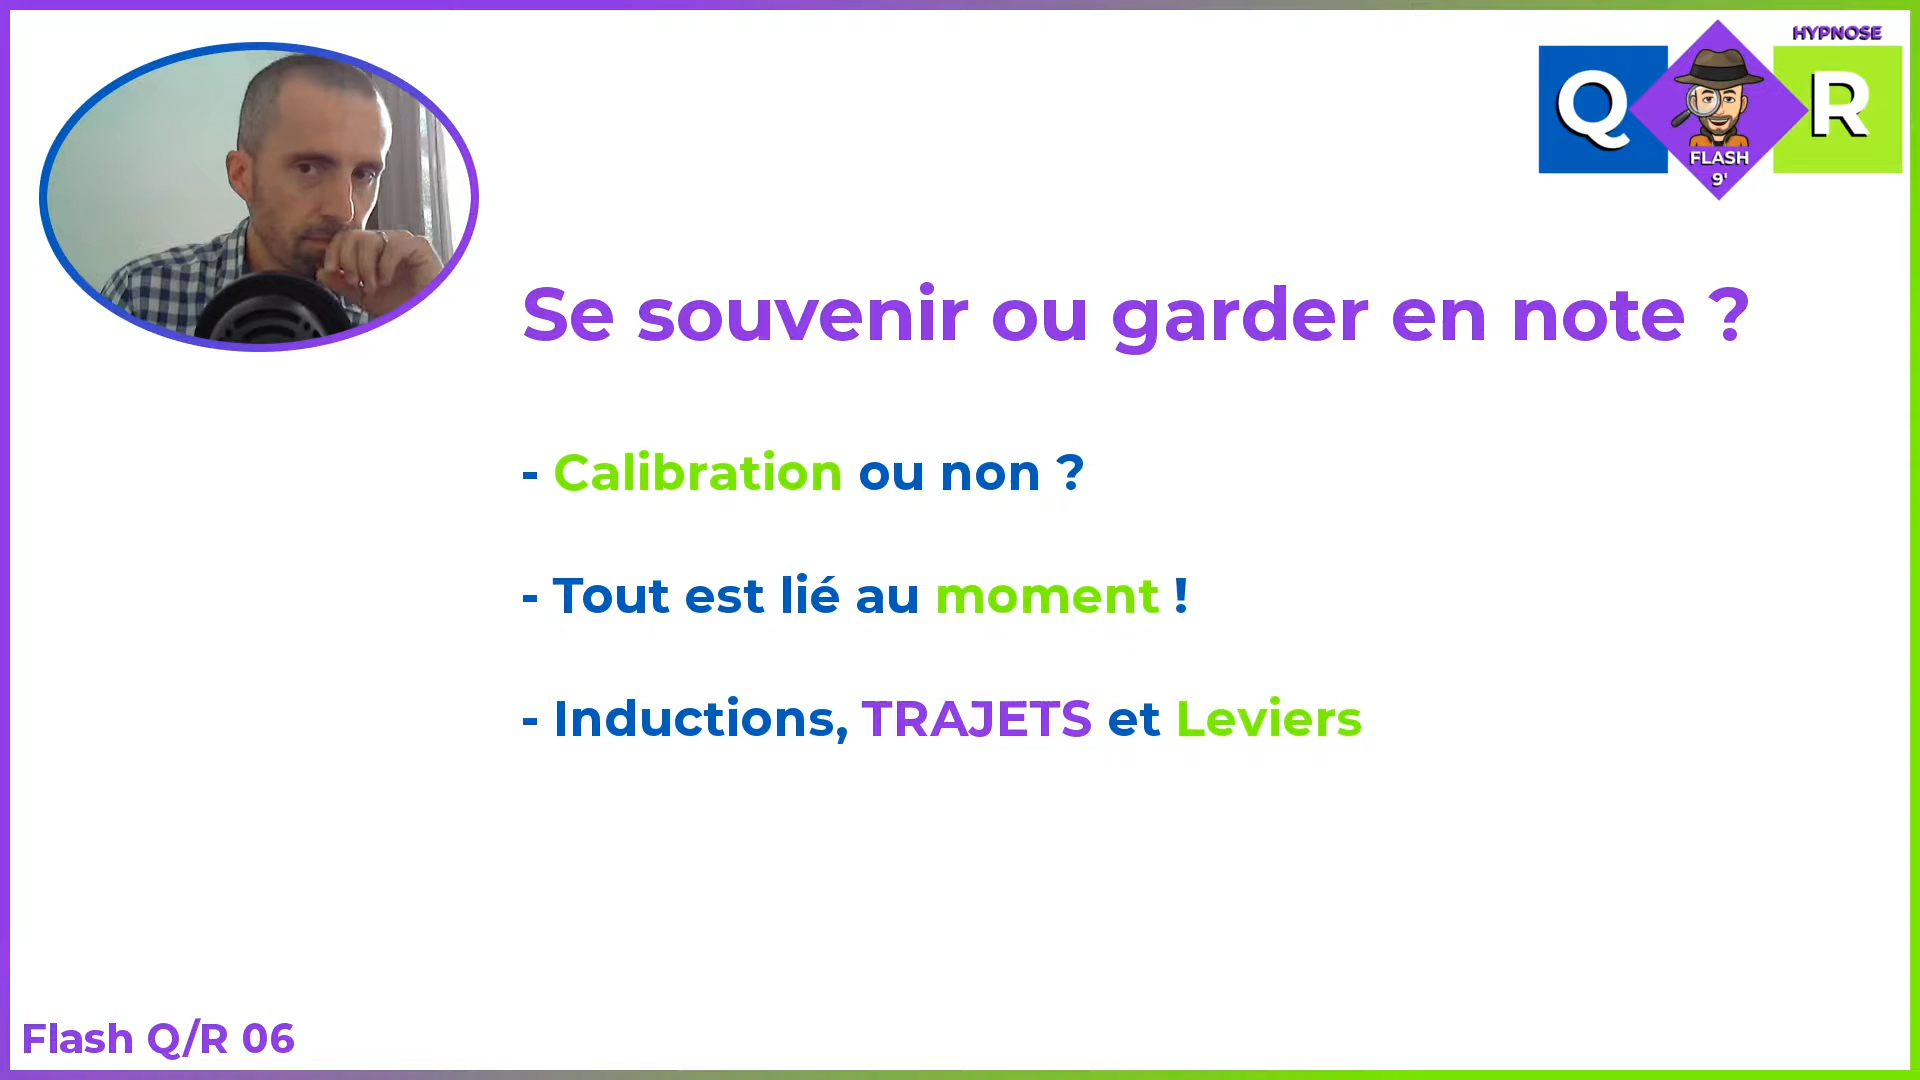 HYPNOSE
Q
R
FLASH
9'
Se souvenir ou garder en note ?
- Calibration ou non ?
- Tout est lié au moment !
- Inductions, TRAJETS et Leviers
Flash Q/R 06